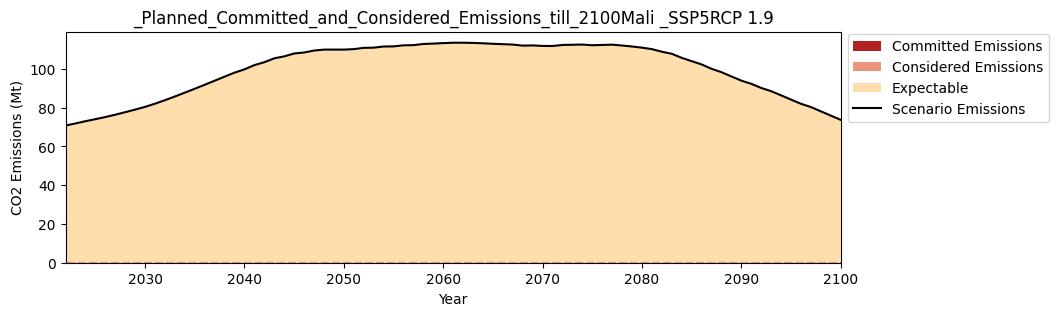 _Planned_Committed_and_Considered_Emissions_till_2100Mali _SSP5RCP 1.9
Committed Emissions
Considered Emissions
Expectable
Scenario Emissions
CO2 Emissions (Mt)
100
80
60
40
20
0
2030
2040
2050
2060
2070
2080
2090
2100
Year